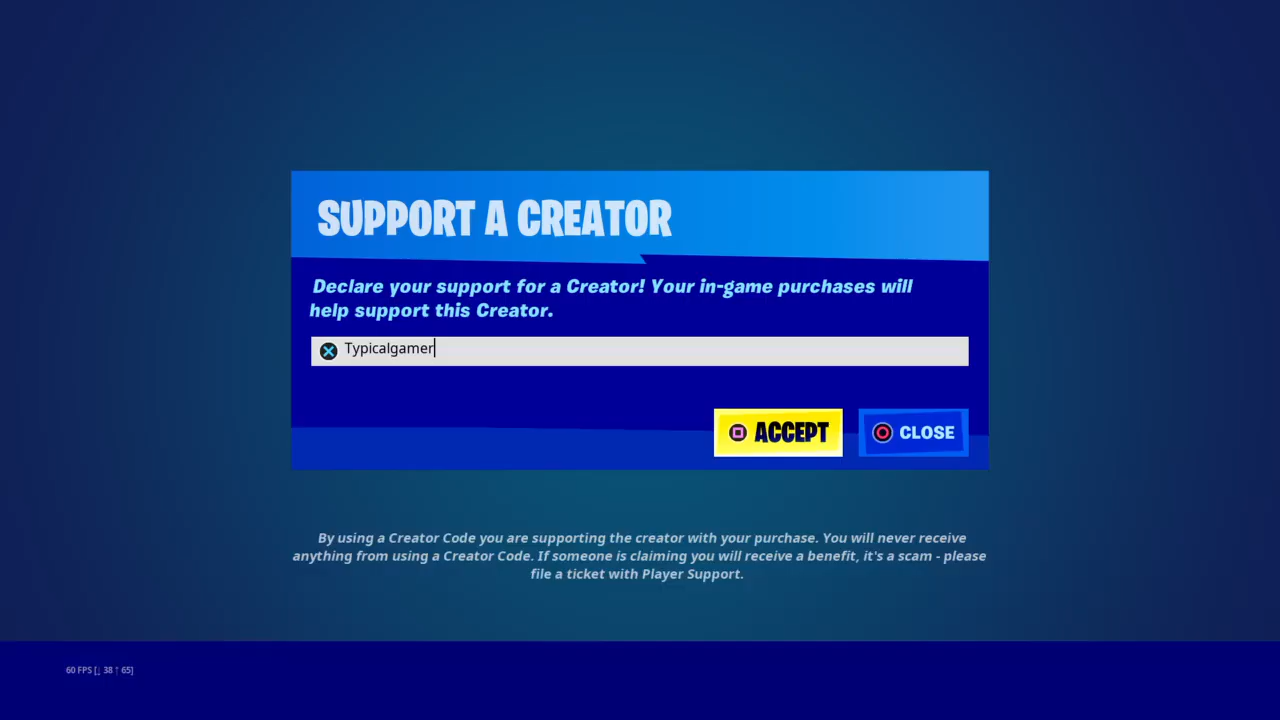 SUPPORT A CREATOR
Declare your support for a Creator! Your in-game purchases will
help support this Creator.
Typicalgamer
ACCEPT
CLOSE
By using a Creator Code you are supporting the creator with your purchase. You will never receive
anything from using a Creator Code. If someone is claiming you will receive a benefit, it's a scam - please
file a ticket with Player Support.
60 FPS [↓ 38 ↑ 65]